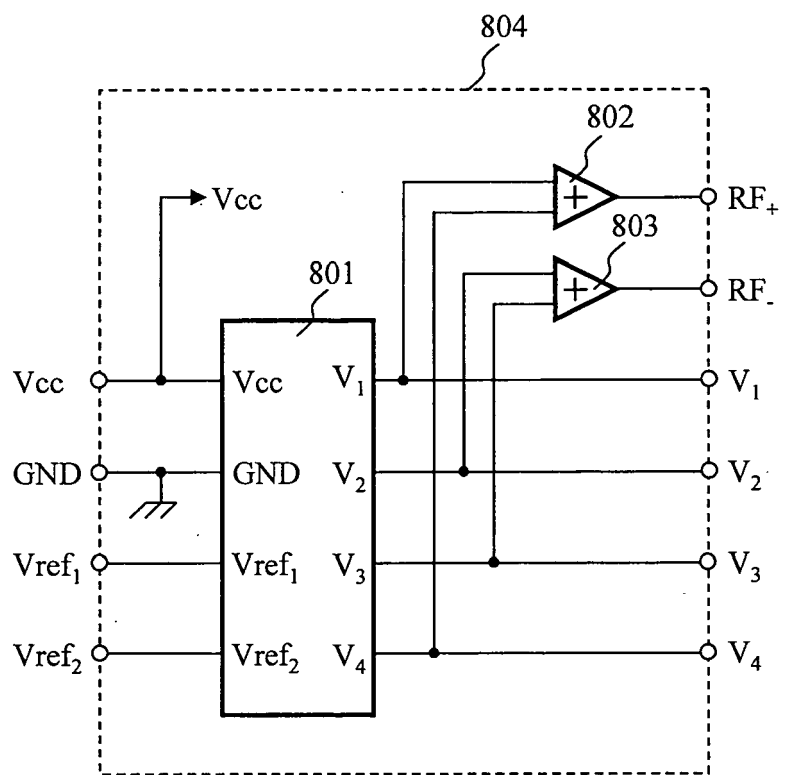 804
802
Vcc
+
RF₊
803
+
RF₋
801
Vcc
Vcc
V₁
V₁
GND
GND
V₂
V₂
Vref₁
Vref₁
V₃
V₃
Vref₂
Vref₂
V₄
V₄